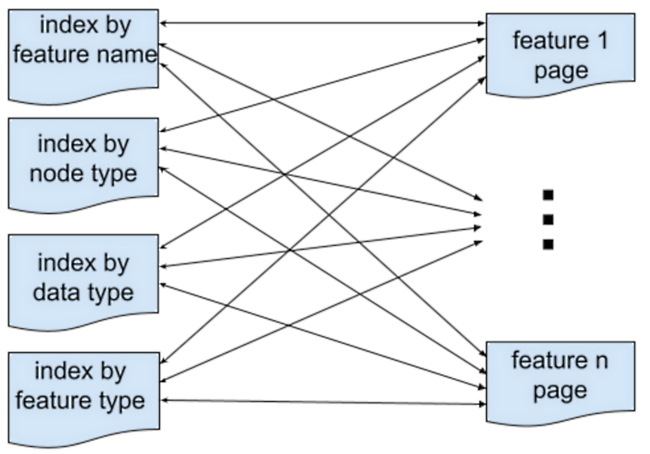 index by
feature name
index by
node type
index by
data type
index by
feature type
feature 1
page
feature n
page